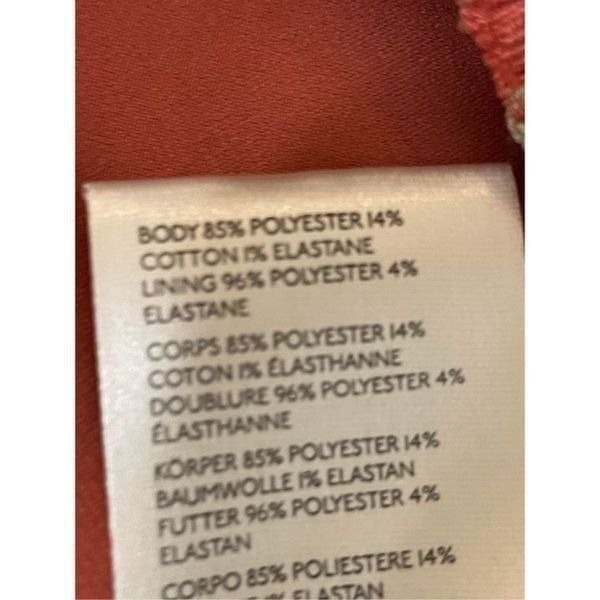 BODY 85% POLYESTER 14%
COTTON 1% ELASTANE
LINING 96% POLYESTER 4%
ELASTANE
CORPS 85% POLYESTER 14%
COTON 1% ÉLASTHANNE
DOUBLURE 96% POLYESTER 4%
ÉLASTHANNE
KÖRPER 85% POLYESTER 14%
BAUMWOLLE 1% ELASTAN
FUTTER 96% POLYESTER 4%
ELASTAN
CORPO 85% POLIESTERE 14%
1% ELASTAN